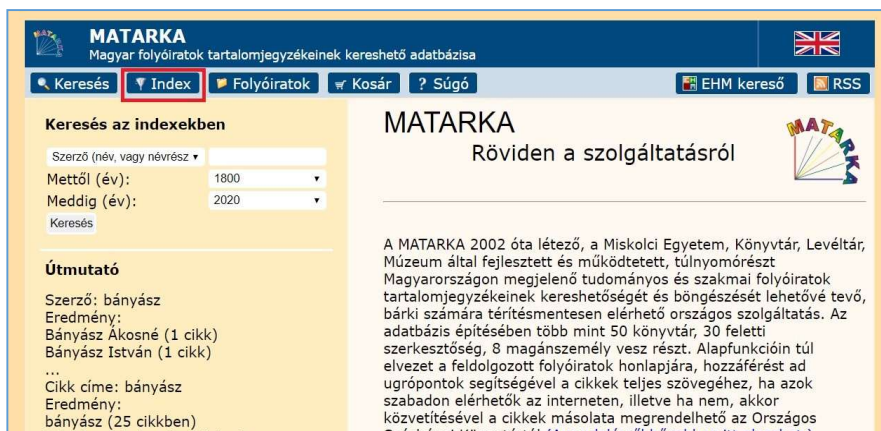 MATARKA
Magyar folyóiratok tartalomjegyzékeinek kereshető adatbázisa
Keresés Index Folyóiratok Kosár ? Súgó EHM kereső RSS
Keresés az indexekben
Szerző (név, vagy névrész
Mettől (év): 1800
Meddig (év): 2020
Keresés
Útmutató
Szerző: bányász
Eredmény:
Bányász Ákosné (1 cikk)
Bányász István (1 cikk)
...
Cikk címe: bányász
Eredmény:
bányász (25 cikkben)
MATARKA
Röviden a szolgáltatásról
MATARKA
A MATARKA 2002 óta létező, a Miskolci Egyetem, Könyvtár, Levéltár,
Múzeum által fejlesztett és működtetett, túlnyomórészt
Magyarországon megjelenő tudományos és szakmai folyóiratok
tartalomjegyzékeinek kereshetőségét és böngészését lehetővé tevő,
bárki számára térítésmentesen elérhető országos szolgáltatás. Az
adatbázis építésében több mint 50 könyvtár, 30 feletti
szerkesztőség, 8 magánszemély vesz részt. Alapfunkcióin túl
elvezet a feldolgozott folyóiratok honlapjára, hozzáférést ad
ugrópontok segítségével a cikkek teljes szövegéhez, ha azok
szabadon elérhetők az interneten, illetve ha nem, akkor
közvetítésével a cikkek másolata megrendelhető az Országos